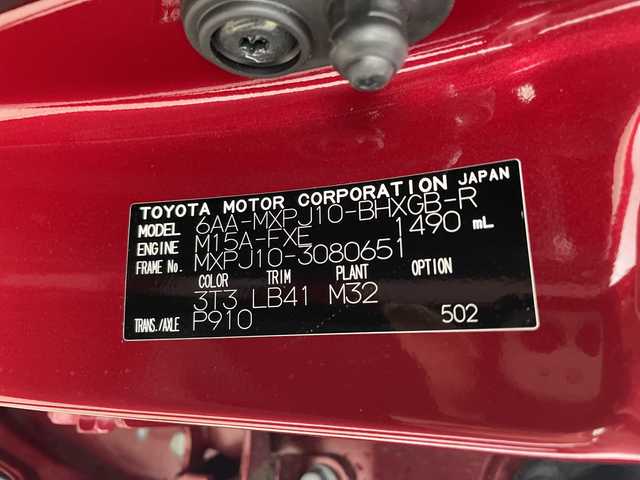 TOYOTA MOTOR CORPORATION JAPAN
MODEL 6AA-MXPJ10-BHXGB-R
ENGINE M15A-FXE 1490 mL
FRAME No. MXPJ10-3080651
COLOR TRIM PLANT OPTION
3T3 LB41 M32
TRANS./AXLE P910 502